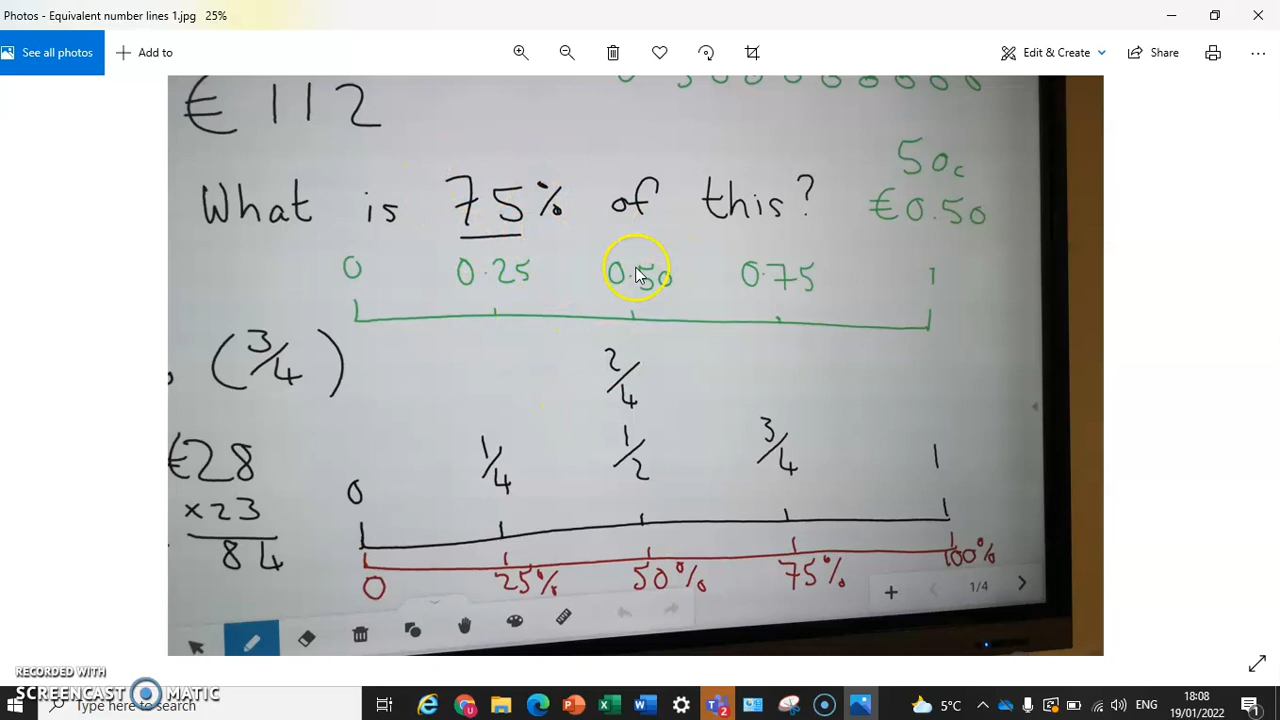 Photos - Equivalent number lines 1.jpg   25%
See all photos   Add to   Edit & Create   Share
€112
50c
€0.50
What is 75% of this?
0   0.25   0.50   0.75   1
(3/4)
2/4
0   1/4   1/2   3/4   1
€28
84
0   25%   50%   75%   100%
1/4
RECORDED WITH
SCREENCAST MATIC
Type here to search
5°C   ENG   18:08
19/01/2022